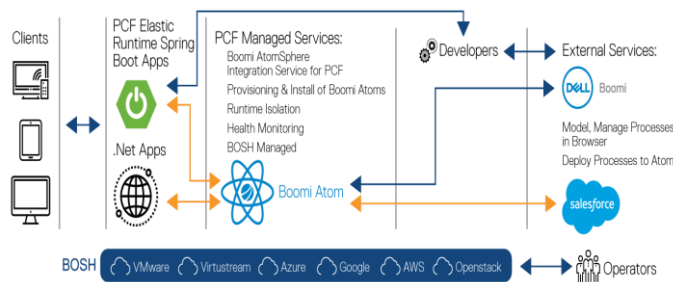 Clients
PCF Elastic
Runtime Spring
Boot Apps
.Net Apps
PCF Managed Services:
Boomi AtomSphere
Integration Service for PCF
Provisioning & Install of Boomi Atoms
Runtime Isolation
Health Monitoring
BOSH Managed
Boomi Atom
Developers
External Services:
DELL Boomi
Model, Manage Processes
in Browser
Deploy Processes to Atom
salesforce
BOSH VMware Virtustream Azure Google AWS Openstack
Operators